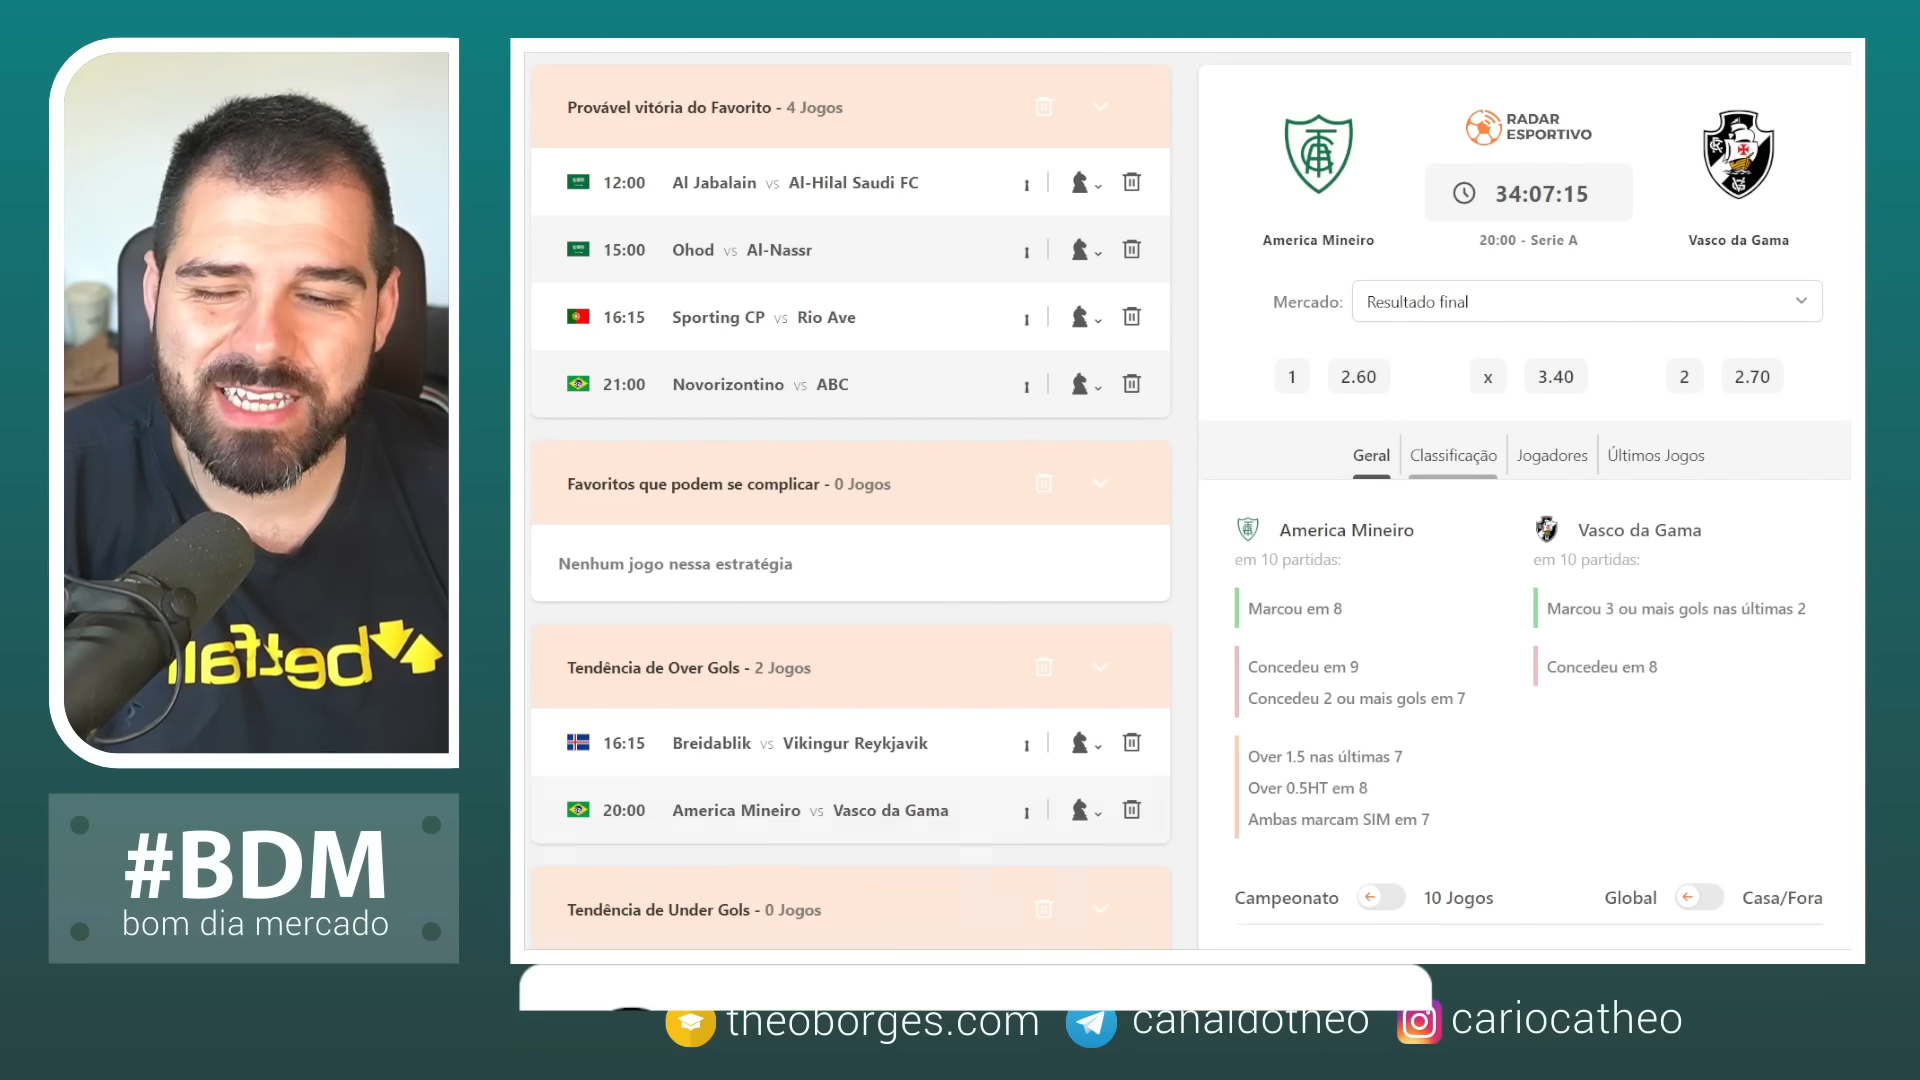 betfair
#BDM
bom dia mercado
Provável vitória do Favorito - 4 Jogos
12:00 Al Jabalain vs Al-Hilal Saudi FC
15:00 Ohod vs Al-Nassr
16:15 Sporting CP vs Rio Ave
21:00 Novorizontino vs ABC
Favoritos que podem se complicar - 0 Jogos
Nenhum jogo nessa estratégia
Tendência de Over Gols - 2 Jogos
16:15 Breidablik vs Vikingur Reykjavik
20:00 America Mineiro vs Vasco da Gama
Tendência de Under Gols - 0 Jogos
RADAR
ESPORTIVO
34:07:15
America Mineiro
20:00 - Serie A
Vasco da Gama
Mercado: Resultado final
1 2.60 x 3.40 2 2.70
Geral Classificação Jogadores Últimos Jogos
America Mineiro
em 10 partidas:
Marcou em 8
Concedeu em 9
Concedeu 2 ou mais gols em 7
Over 1.5 nas últimas 7
Over 0.5HT em 8
Ambas marcam SIM em 7
Vasco da Gama
em 10 partidas:
Marcou 3 ou mais gols nas últimas 2
Concedeu em 8
Campeonato 10 Jogos Global Casa/Fora
theoborges.com canaldotheo cariocatheo